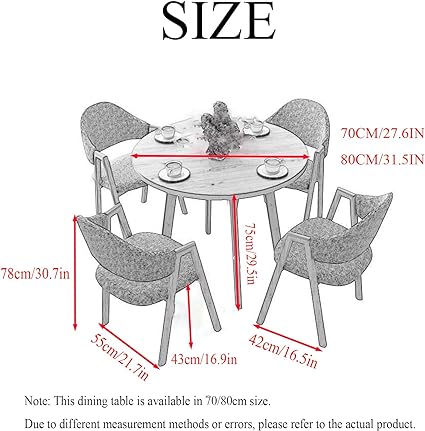 SIZE
70CM/27.6IN
80CM/31.5IN
75cm/29.5in
78cm/30.7in
55cm/21.7in
43cm/16.9in
42cm/16.5in
Note: This dining table is available in 70/80cm size.
Due to different measurement methods or errors, please refer to the actual product.